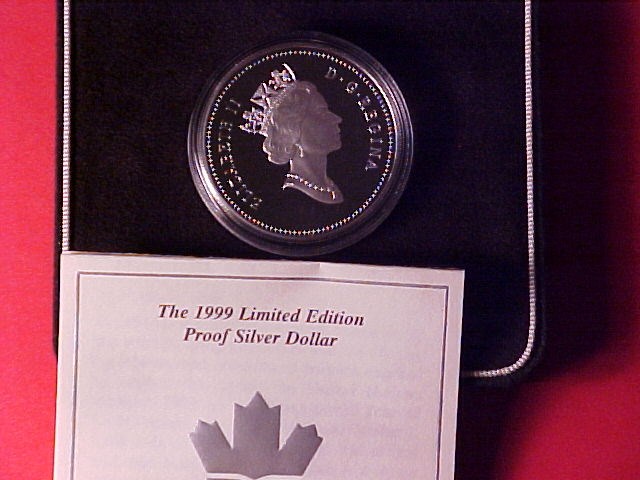 ELIZABETH II D·G·REGINA
The 1999 Limited Edition
Proof Silver Dollar